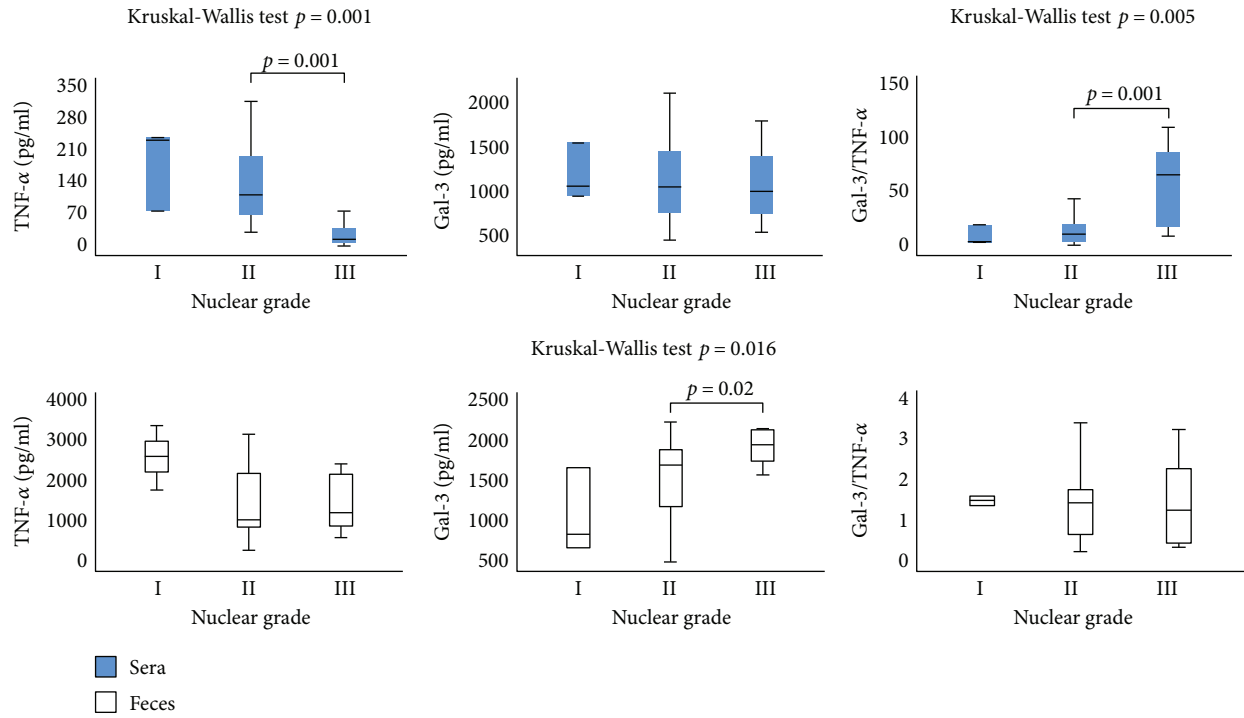 Kruskal-Wallis test p = 0.001
p = 0.001
TNF-α (pg/ml)
350
280
210
140
70
0
I II III
Nuclear grade
Gal-3 (pg/ml)
2000
1500
1000
500
I II III
Nuclear grade
Kruskal-Wallis test p = 0.005
p = 0.001
Gal-3/TNF-α
150
100
50
0
I II III
Nuclear grade
TNF-α (pg/ml)
4000
3000
2000
1000
0
I II III
Nuclear grade
Kruskal-Wallis test p = 0.016
p = 0.02
Gal-3 (pg/ml)
2500
2000
1500
1000
500
I II III
Nuclear grade
Gal-3/TNF-α
4
3
2
1
0
I II III
Nuclear grade
Sera
Feces